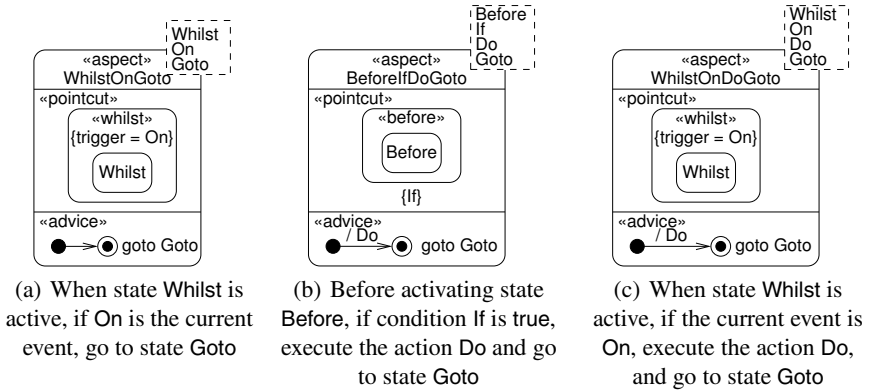 Whilst
On
Goto
«aspect»
WhilstOnGoto
«pointcut»
«whilst»
{trigger = On}
Whilst
«advice»
goto Goto
(a) When state Whilst is
active, if On is the current
event, go to state Goto
Before
If
Do
Goto
«aspect»
BeforeIfDoGoto
«pointcut»
«before»
Before
{If}
«advice»
/ Do
goto Goto
(b) Before activating state
Before, if condition If is true,
execute the action Do and go
to state Goto
Whilst
On
Do
Goto
«aspect»
WhilstOnDoGoto
«pointcut»
«whilst»
{trigger = On}
Whilst
«advice»
/ Do
goto Goto
(c) When state Whilst is
active, if the current event is
On, execute the action Do,
and go to state Goto